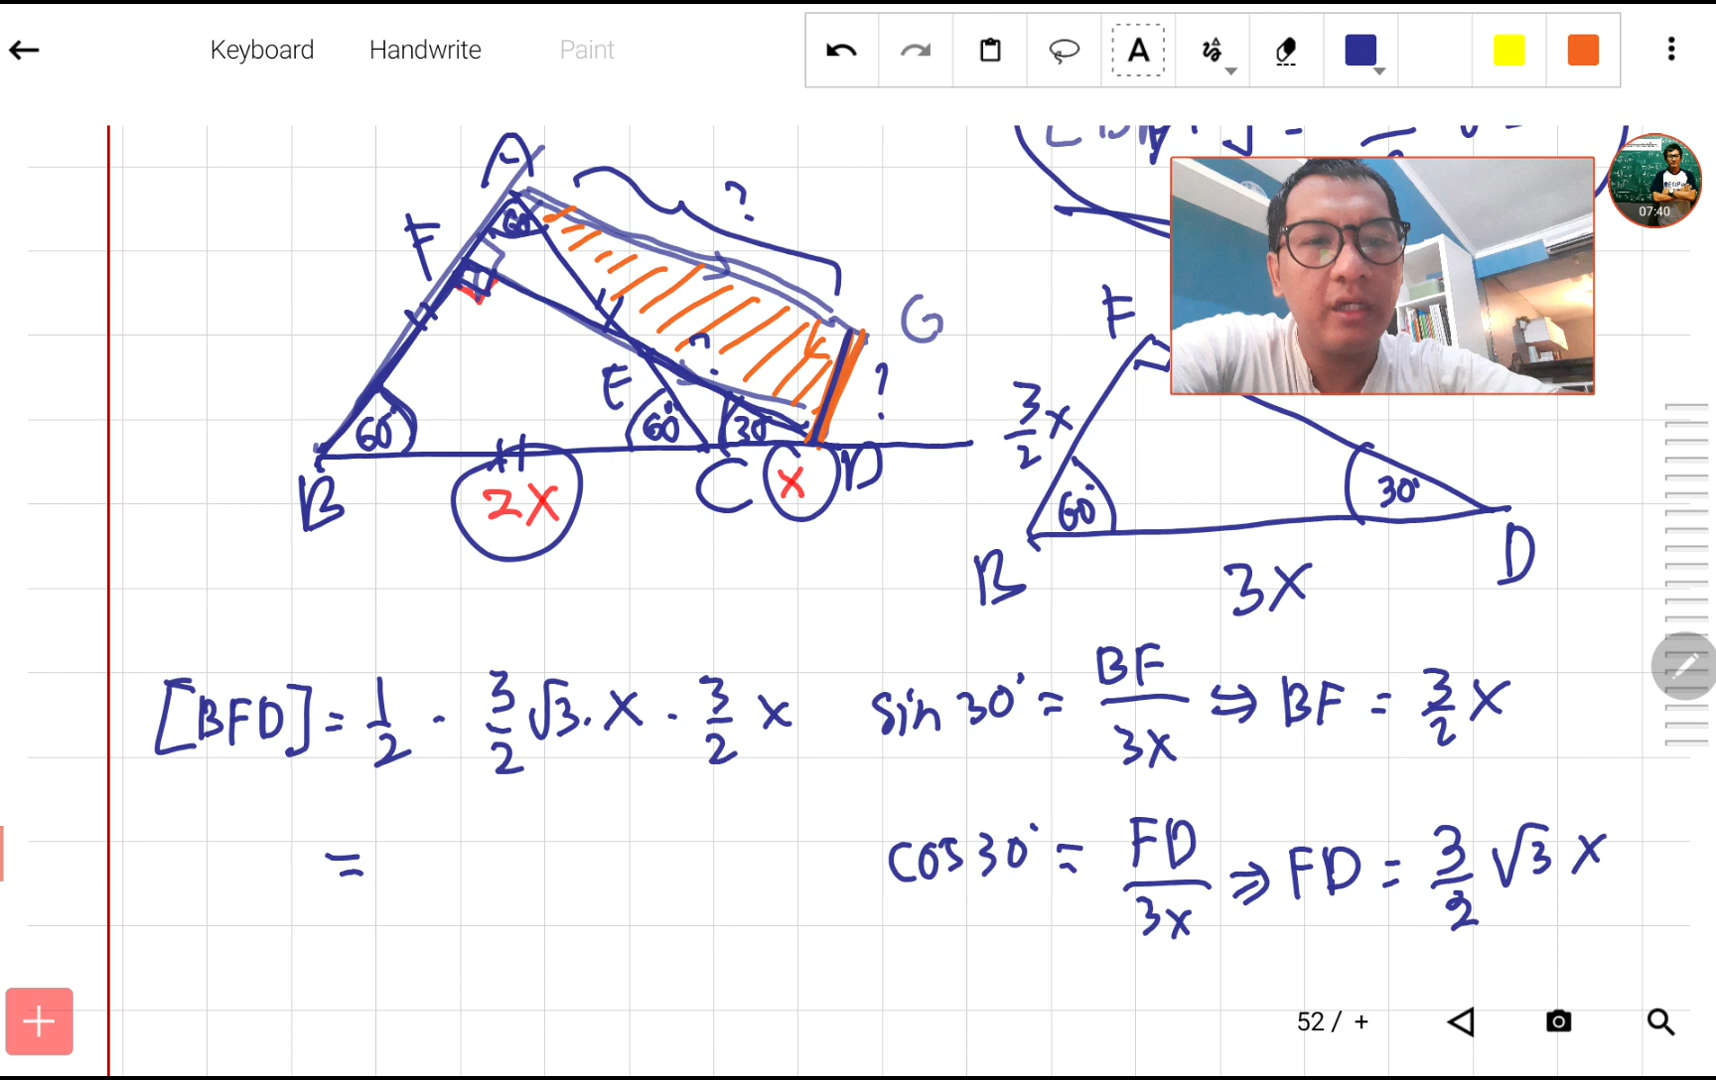 Keyboard Handwrite Paint
A
07:40
A
?
60°
F
G
F
?
?
E
3/2 x
60°
60°
30°
B
2x
C
x
D
60°
30°
B
3x
D
[BFD] = 1/2 · 3/2 √3 . x · 3/2 x
sin 30° = BF/3x ⇔ BF = 3/2 x
=
cos 30° = FD/3x ⇒ FD = 3/2 √3 x
52 / +